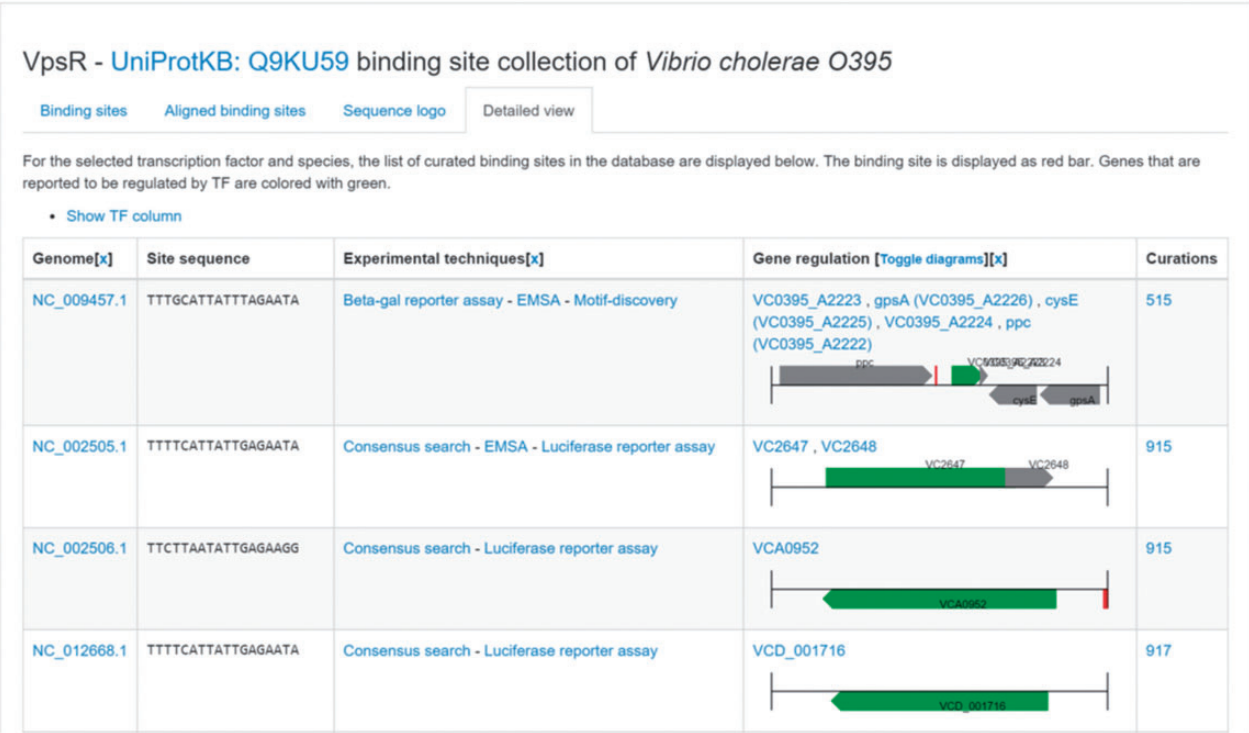 VpsR - UniProtKB: Q9KU59 binding site collection of Vibrio cholerae O395
Binding sites Aligned binding sites Sequence logo Detailed view
For the selected transcription factor and species, the list of curated binding sites in the database are displayed below. The binding site is displayed as red bar. Genes that are
reported to be regulated by TF are colored with green.
• Show TF column
Genome[x] Site sequence Experimental techniques[x] Gene regulation [Toggle diagrams][x] Curations
NC_009457.1 TTTGCATTATTTAGAATA Beta-gal reporter assay - EMSA - Motif-discovery VC0395_A2223 , gpsA (VC0395_A2226) , cysE 515
(VC0395_A2225) , VC0395_A2224 , ppc
(VC0395_A2222)
ppc
cysE gpsA
NC_002505.1 TTTTCATTATTGAGAATA Consensus search - EMSA - Luciferase reporter assay VC2647 , VC2648 915
VC2647 VC2648
NC_002506.1 TTCTTAATATTGAGAAGG Consensus search - Luciferase reporter assay VCA0952 915
VCA0952
NC_012668.1 TTTTCATTATTGAGAATA Consensus search - Luciferase reporter assay VCD_001716 917
VCD_001716